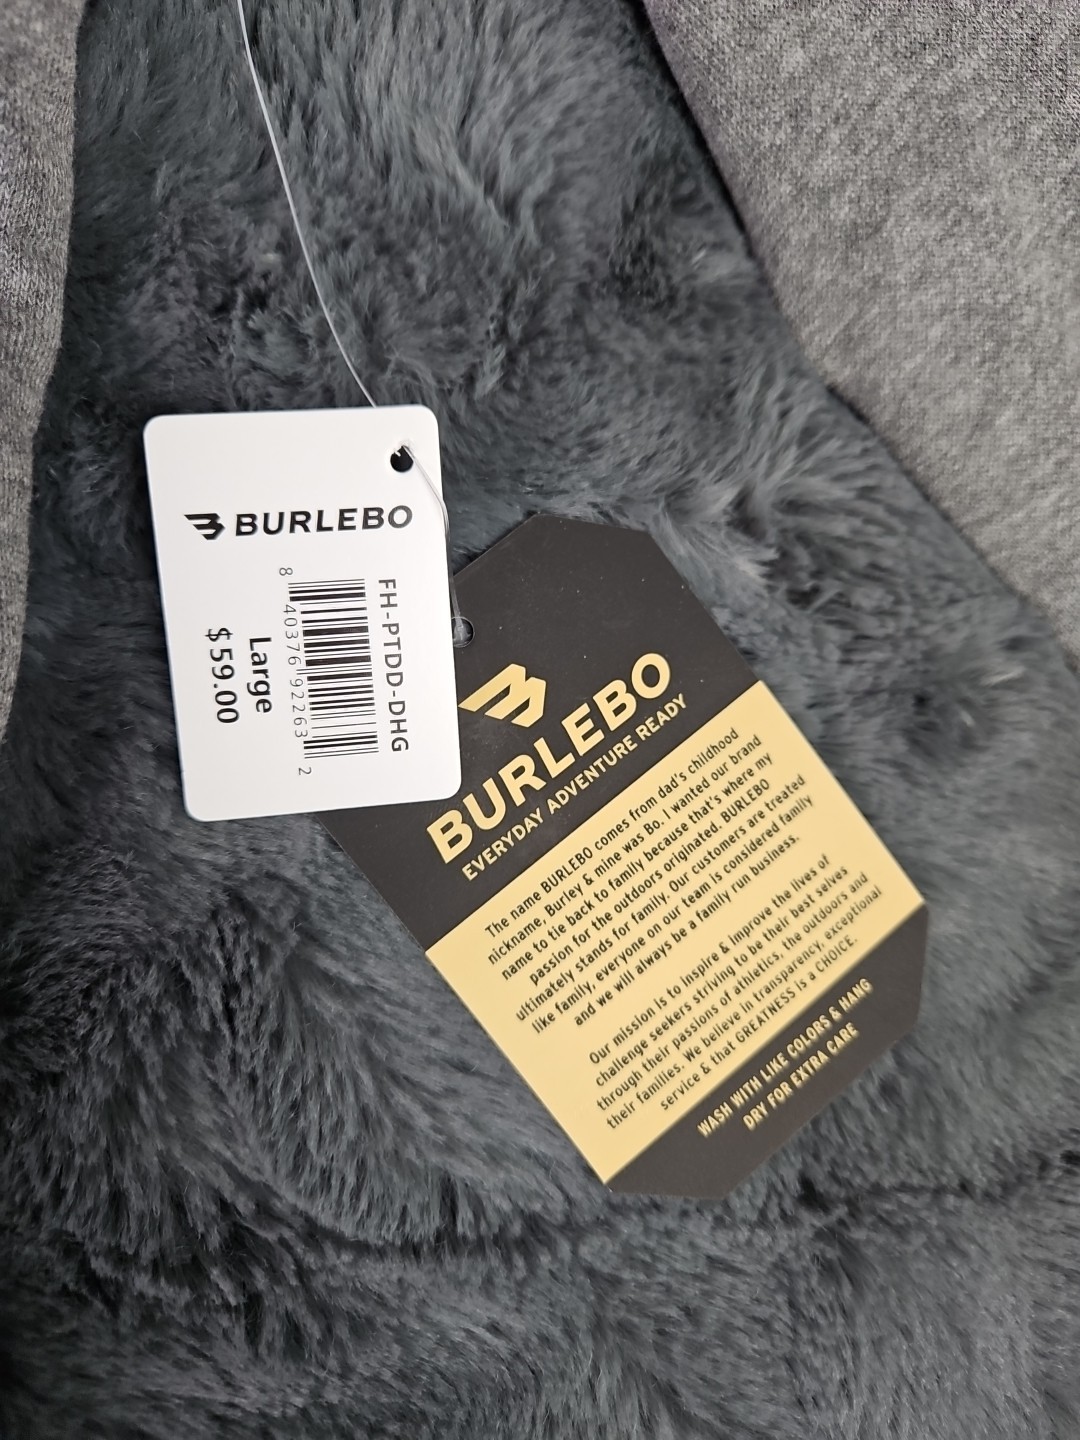 BURLEBO
FH-PTDD-DHG
8 40376 92263 2
Large
$59.00
BURLEBO
EVERYDAY ADVENTURE READY
The name BURLEBO comes from dad's childhood
nickname, Burley & mine was Bo. I wanted our brand
name to tie back to family because that's where my
passion for the outdoors originated. BURLEBO
ultimately stands for family. Our customers are treated
like family, everyone on our team is considered family
and we will always be a family run business.
Our mission is to inspire & improve the lives of
challenge seekers striving to be their best selves
through their passions of athletics, the outdoors and
their families. We believe in transparency, exceptional
service & that GREATNESS is a CHOICE.
WASH WITH LIKE COLORS & HANG
DRY FOR EXTRA CARE